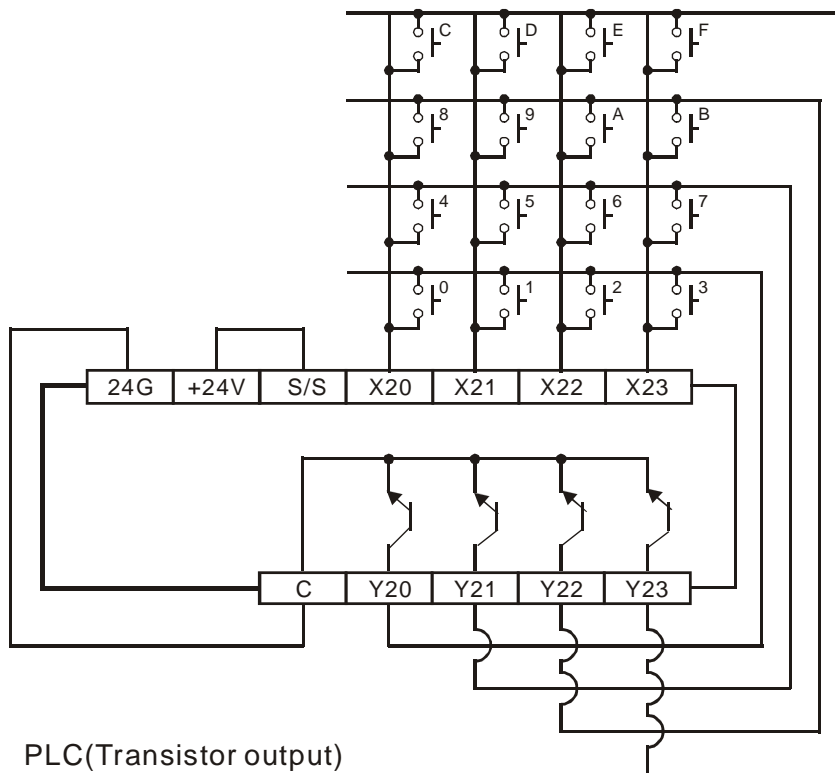 C D E F
8 9 A B
4 5 6 7
0 1 2 3
24G +24V S/S X20 X21 X22 X23
C Y20 Y21 Y22 Y23
PLC(Transistor output)